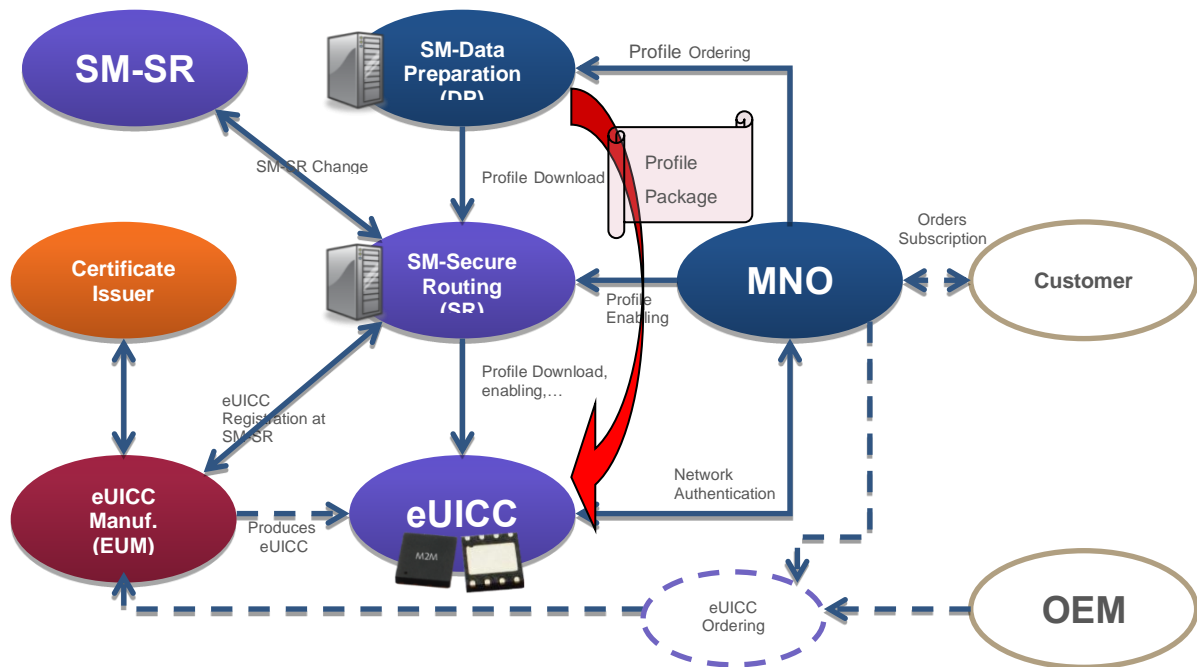 SM-SR
SM-Data
Preparation
(DP)
Profile Ordering
Profile
Package
SM-SR Change
Profile Download
Orders
Subscription
Certificate
Issuer
SM-Secure
Routing
(SR)
MNO
Customer
Profile
Enabling
Profile Download,
enabling,...
eUICC
Registration at
SM-SR
eUICC
Manuf.
(EUM)
Produces
eUICC
eUICC
M2M
Network
Authentication
eUICC
Ordering
OEM